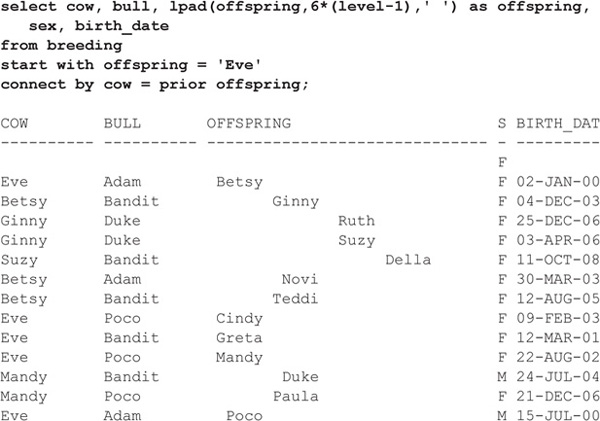 select cow, bull, lpad(offspring,6*(level-1),' ') as offspring,
   sex, birth_date
from breeding
start with offspring = 'Eve'
connect by cow = prior offspring;

COW        BULL       OFFSPRING                      S BIRTH_DAT
---------- ---------- ------------------------------ - ---------
                                                     F
Eve        Adam        Betsy                         F 02-JAN-00
Betsy      Bandit            Ginny                   F 04-DEC-03
Ginny      Duke                     Ruth             F 25-DEC-06
Ginny      Duke                     Suzy             F 03-APR-06
Suzy       Bandit                        Della       F 11-OCT-08
Betsy      Adam               Novi                   F 30-MAR-03
Betsy      Bandit            Teddi                   F 12-AUG-05
Eve        Poco        Cindy                         F 09-FEB-03
Eve        Bandit      Greta                         F 12-MAR-01
Eve        Poco        Mandy                         F 22-AUG-02
Mandy      Bandit             Duke                   M 24-JUL-04
Mandy      Poco              Paula                   F 21-DEC-06
Eve        Adam         Poco                         M 15-JUL-00